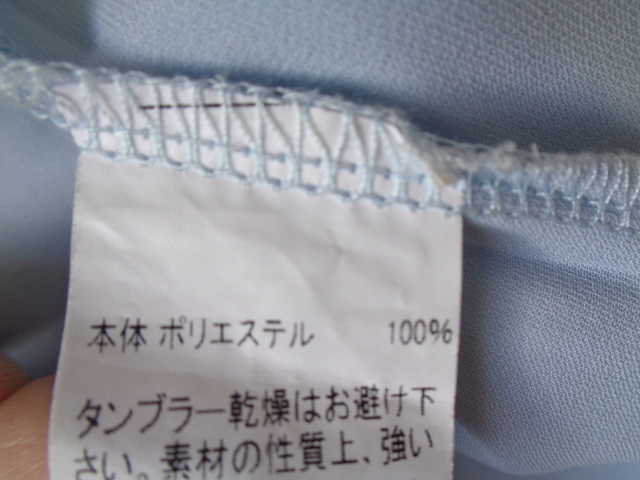 本体 ポリエステル 100%
タンブラー乾燥はお避け下
さい。素材の性質上、強い